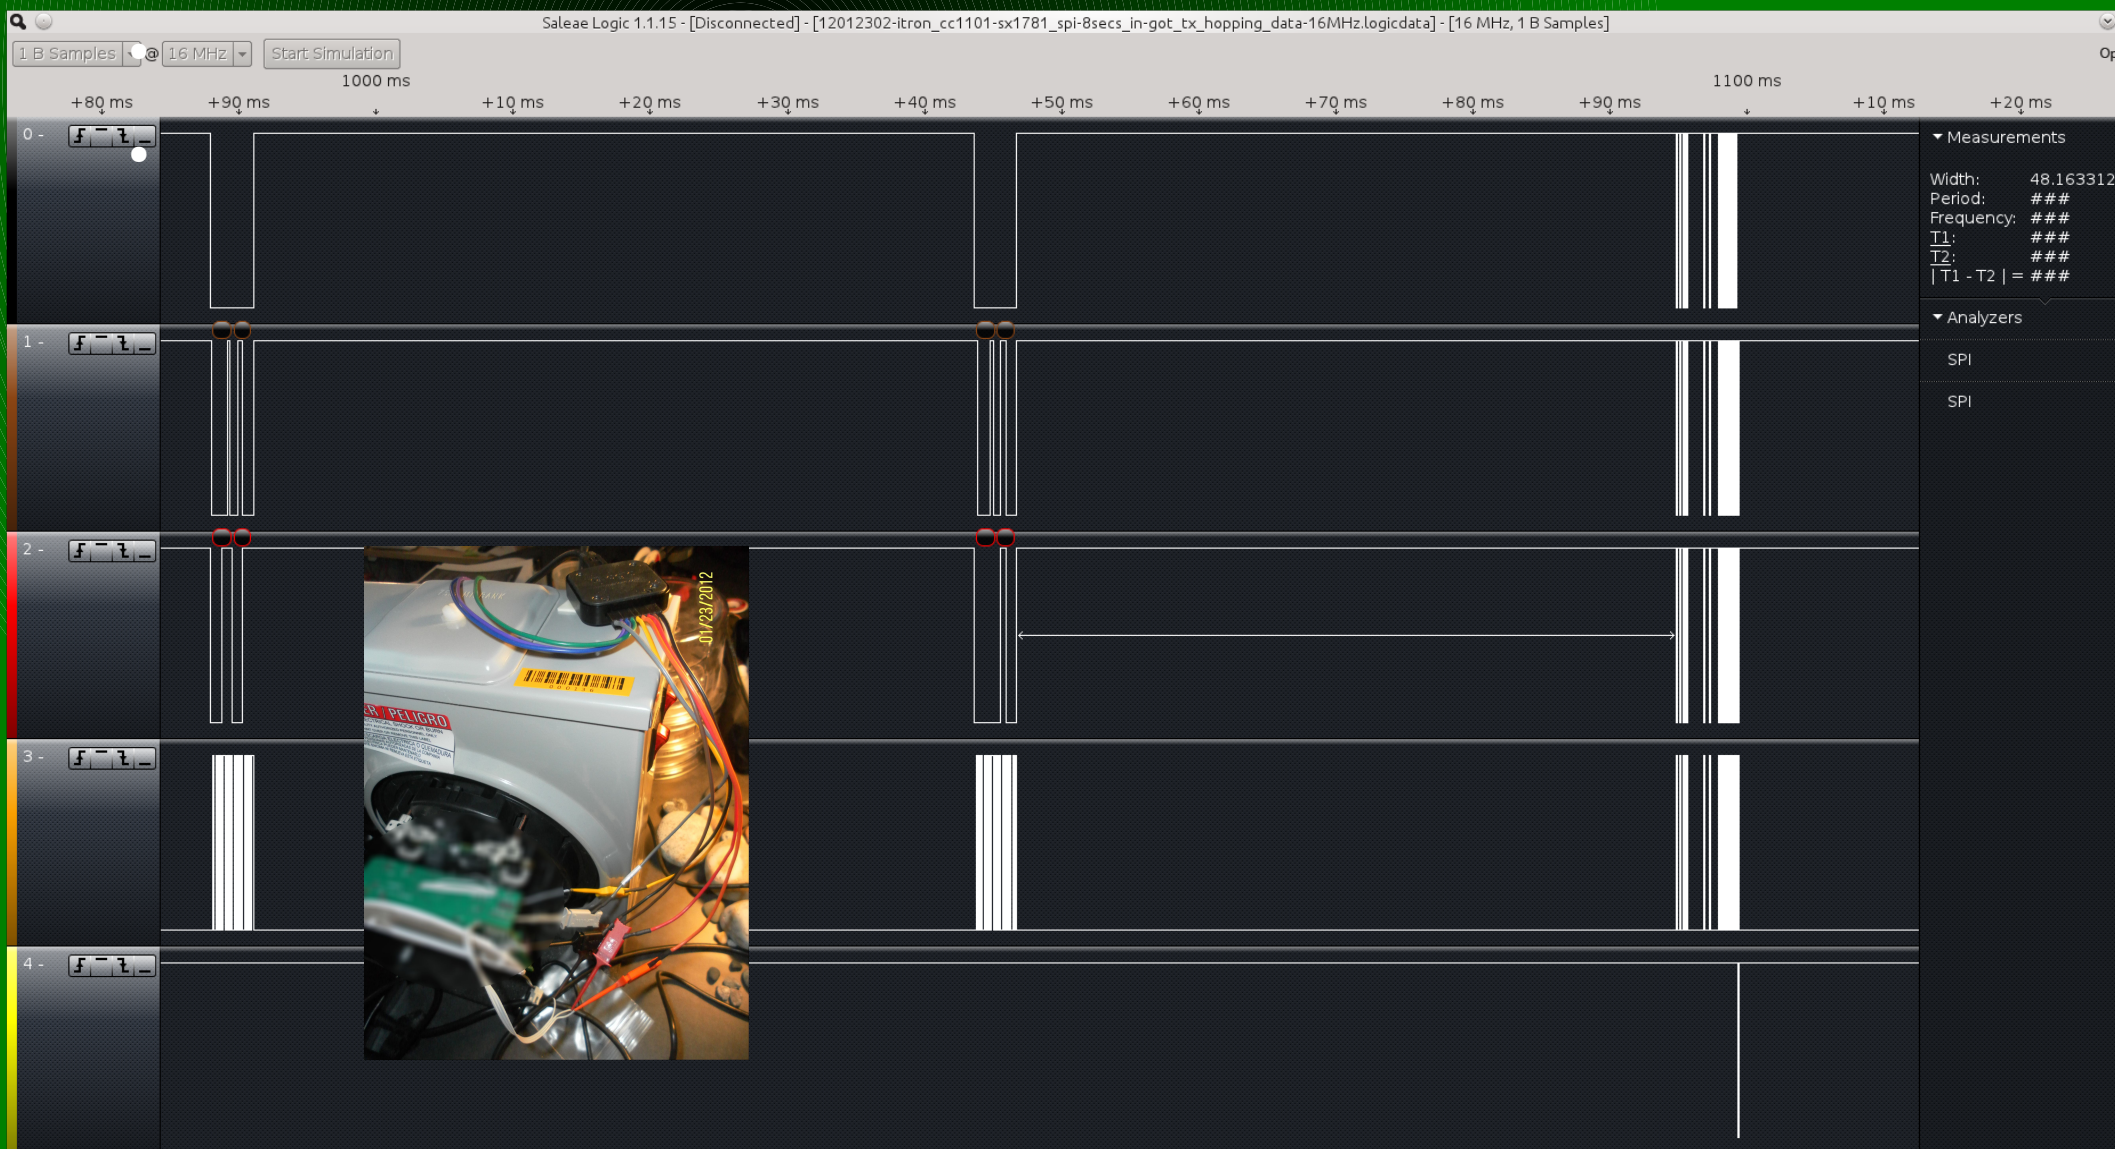 Saleae Logic 1.1.15 - [Disconnected] - [12012302-itron_cc1101-sx1781_spi-8secs_in-got_tx_hopping_data-16MHz.logicdata] - [16 MHz, 1 B Samples]
1 B Samples @ 16 MHz Start Simulation Op
1000 ms 1100 ms
+80 ms +90 ms +10 ms +20 ms +30 ms +40 ms +50 ms +60 ms +70 ms +80 ms +90 ms +10 ms +20 ms
0 -
Measurements
Width: 48.163312
Period: ###
Frequency: ###
T1: ###
T2: ###
| T1 - T2 | = ###
Analyzers
1 -
SPI
SPI
2 -
01/23/2012
ER / PELIGRO
3 -
4 -